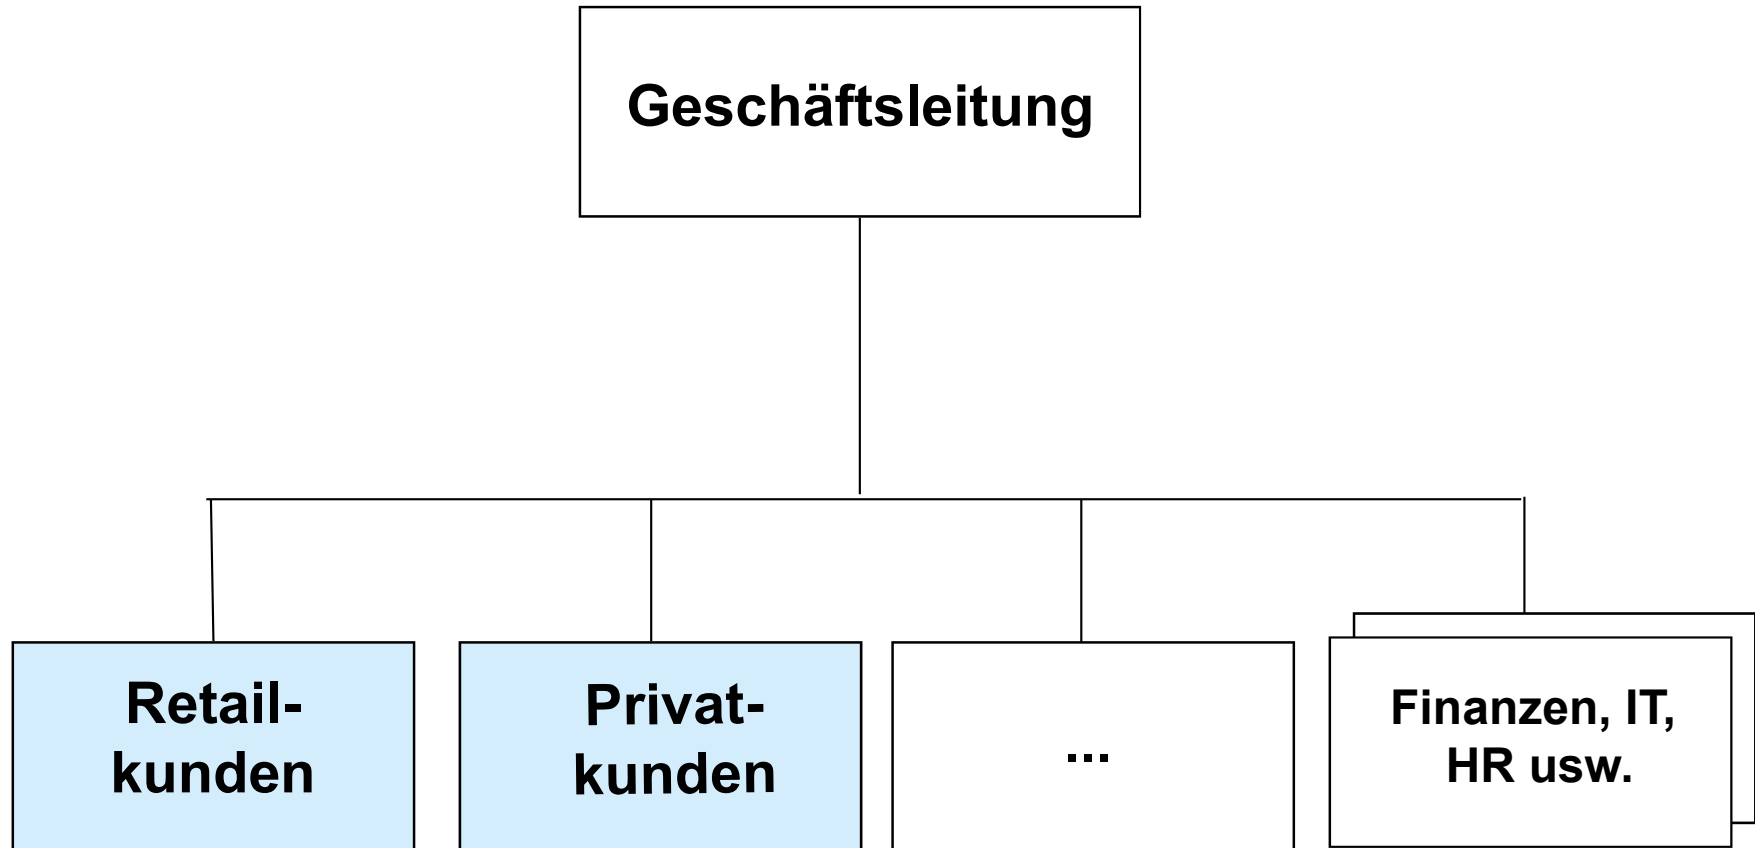 Geschäftsleitung
Retail-
kunden
Privat-
kunden
...
Finanzen, IT,
HR usw.